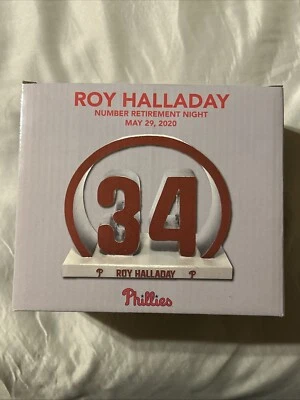 ROY HALLADAY
NUMBER RETIREMENT NIGHT
MAY 29, 2020
34
P ROY HALLADAY P
Phillies